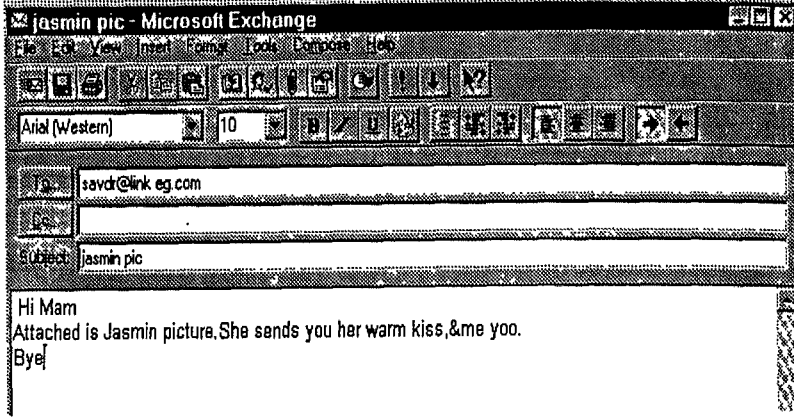 jasmin pic - Microsoft Exchange
File Edit View Insert Format Tools Compose Help
Arial (Western) 10 B I U
To... savdr@link eg.com
Cc...
Subject: jasmin pic
Hi Mam
Attached is Jasmin picture.She sends you her warm kiss,&me yoo.
Bye